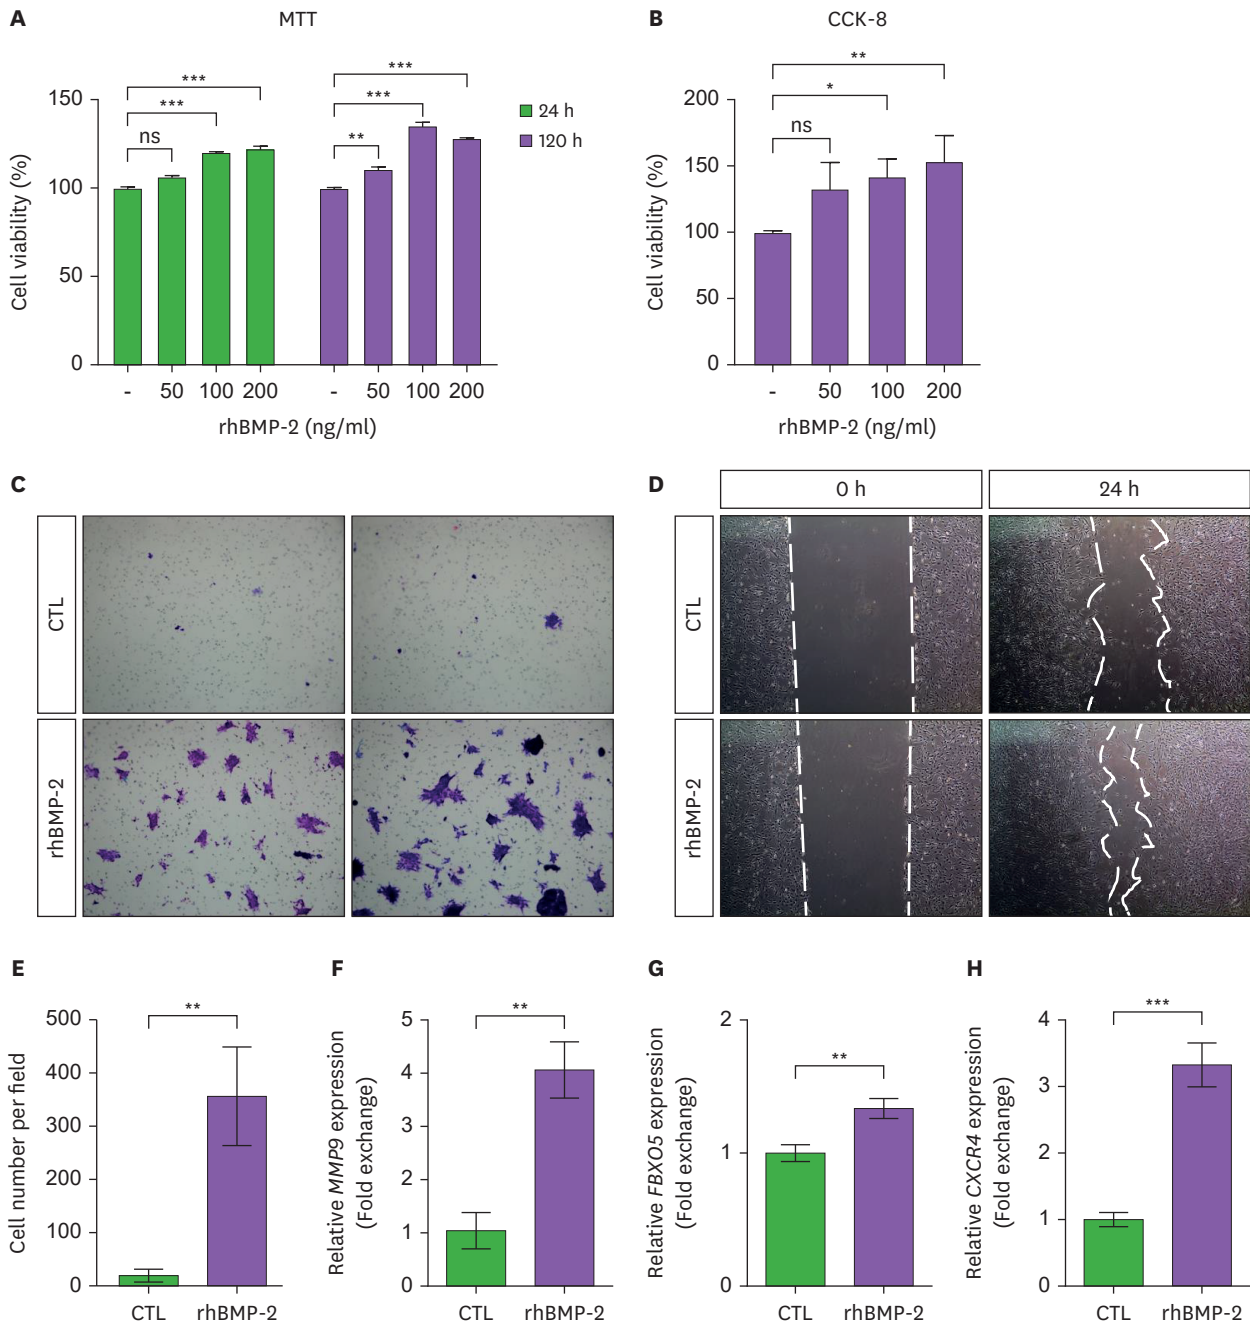 A
MTT
Cell viability (%)
150
100
50
0
ns
***
***
**
***
***
24 h
120 h
- 50 100 200 - 50 100 200
rhBMP-2 (ng/ml)
B
CCK-8
Cell viability (%)
200
150
100
50
0
ns
*
**
- 50 100 200
rhBMP-2 (ng/ml)
C
CTL
rhBMP-2
D
0 h
24 h
CTL
rhBMP-2
E
Cell number per field
500
400
300
200
100
0
**
CTL rhBMP-2
F
Relative MMP9 expression
(Fold exchange)
5
4
3
2
1
0
**
CTL rhBMP-2
G
Relative FBXO5 expression
(Fold exchange)
2
1
0
**
CTL rhBMP-2
H
Relative CXCR4 expression
(Fold exchange)
4
3
2
1
0
***
CTL rhBMP-2